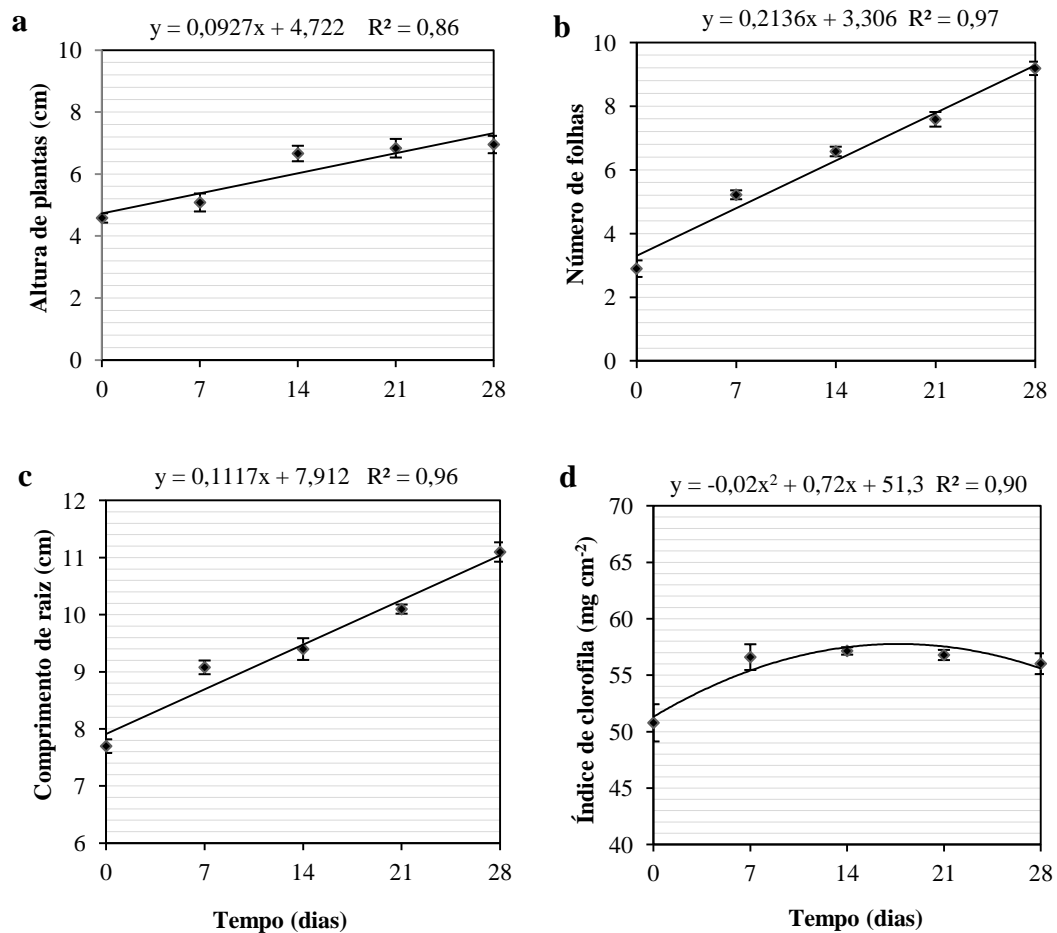 a
y = 0,0927x + 4,722 R² = 0,86
Altura de plantas (cm)
10
8
6
4
2
0
0 7 14 21 28
b
y = 0,2136x + 3,306 R² = 0,97
Número de folhas
10
8
6
4
2
0
0 7 14 21 28
c
y = 0,1117x + 7,912 R² = 0,96
Comprimento de raiz (cm)
12
11
10
9
8
7
6
0 7 14 21 28
Tempo (dias)
d
y = -0,02x² + 0,72x + 51,3 R² = 0,90
Índice de clorofila (mg cm⁻²)
70
65
60
55
50
45
40
0 7 14 21 28
Tempo (dias)